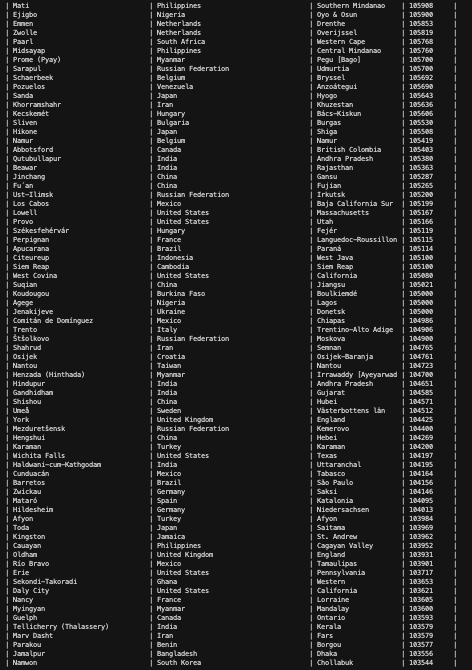 | Mati | Philippines | Southern Mindanao | 105908 |
| Ejigbo | Nigeria | Oyo & Osun | 105900 |
| Emmen | Netherlands | Drenthe | 105853 |
| Zwolle | Netherlands | Overijssel | 105819 |
| Paarl | South Africa | Western Cape | 105768 |
| Midsayap | Philippines | Central Mindanao | 105760 |
| Prome (Pyay) | Myanmar | Pegu [Bago] | 105700 |
| Sarapul | Russian Federation | Udmurtia | 105700 |
| Schaerbeek | Belgium | Bryssel | 105692 |
| Pozuelos | Venezuela | Anzoátegui | 105690 |
| Sanda | Japan | Hyogo | 105643 |
| Khorramshahr | Iran | Khuzestan | 105636 |
| Kecskemét | Hungary | Bács-Kiskun | 105606 |
| Sliven | Bulgaria | Burgas | 105530 |
| Hikone | Japan | Shiga | 105508 |
| Namur | Belgium | Namur | 105419 |
| Abbotsford | Canada | British Colombia | 105403 |
| Qutubullapur | India | Andhra Pradesh | 105380 |
| Beawar | India | Rajasthan | 105363 |
| Jinchang | China | Gansu | 105287 |
| Fu´an | China | Fujian | 105265 |
| Ust-Ilimsk | Russian Federation | Irkutsk | 105200 |
| Los Cabos | Mexico | Baja California Sur | 105199 |
| Lowell | United States | Massachusetts | 105167 |
| Provo | United States | Utah | 105166 |
| Székesfehérvár | Hungary | Fejér | 105119 |
| Perpignan | France | Languedoc-Roussillon | 105115 |
| Apucarana | Brazil | Paraná | 105114 |
| Citeureup | Indonesia | West Java | 105100 |
| Siem Reap | Cambodia | Siem Reap | 105100 |
| West Covina | United States | California | 105080 |
| Suqian | China | Jiangsu | 105021 |
| Koudougou | Burkina Faso | Boulkiemdé | 105000 |
| Agege | Nigeria | Lagos | 105000 |
| Jenakijeve | Ukraine | Donetsk | 105000 |
| Comitán de Domínguez | Mexico | Chiapas | 104986 |
| Trento | Italy | Trentino-Alto Adige | 104906 |
| Štšolkovo | Russian Federation | Moskova | 104900 |
| Shahrud | Iran | Semnan | 104765 |
| Osijek | Croatia | Osijek-Baranja | 104761 |
| Nantou | Taiwan | Nantou | 104723 |
| Henzada (Hinthada) | Myanmar | Irrawaddy [Ayeyarwad | 104700 |
| Hindupur | India | Andhra Pradesh | 104651 |
| Gandhidham | India | Gujarat | 104585 |
| Shishou | China | Hubei | 104571 |
| Umeå | Sweden | Västerbottens län | 104512 |
| York | United Kingdom | England | 104425 |
| Mezduretšensk | Russian Federation | Kemerovo | 104400 |
| Hengshui | China | Hebei | 104269 |
| Karaman | Turkey | Karaman | 104200 |
| Wichita Falls | United States | Texas | 104197 |
| Haldwani-cum-Kathgodam | India | Uttaranchal | 104195 |
| Cunduacán | Mexico | Tabasco | 104164 |
| Barretos | Brazil | São Paulo | 104156 |
| Zwickau | Germany | Saksi | 104146 |
| Mataró | Spain | Katalonia | 104095 |
| Hildesheim | Germany | Niedersachsen | 104013 |
| Afyon | Turkey | Afyon | 103984 |
| Toda | Japan | Saitama | 103969 |
| Kingston | Jamaica | St. Andrew | 103962 |
| Cauayan | Philippines | Cagayan Valley | 103952 |
| Oldham | United Kingdom | England | 103931 |
| Río Bravo | Mexico | Tamaulipas | 103901 |
| Erie | United States | Pennsylvania | 103717 |
| Sekondi-Takoradi | Ghana | Western | 103653 |
| Daly City | United States | California | 103621 |
| Nancy | France | Lorraine | 103605 |
| Myingyan | Myanmar | Mandalay | 103600 |
| Guelph | Canada | Ontario | 103593 |
| Tellicherry (Thalassery) | India | Kerala | 103579 |
| Marv Dasht | Iran | Fars | 103579 |
| Parakou | Benin | Borgou | 103577 |
| Jamalpur | Bangladesh | Dhaka | 103556 |
| Namwon | South Korea | Chollabuk | 103544 |